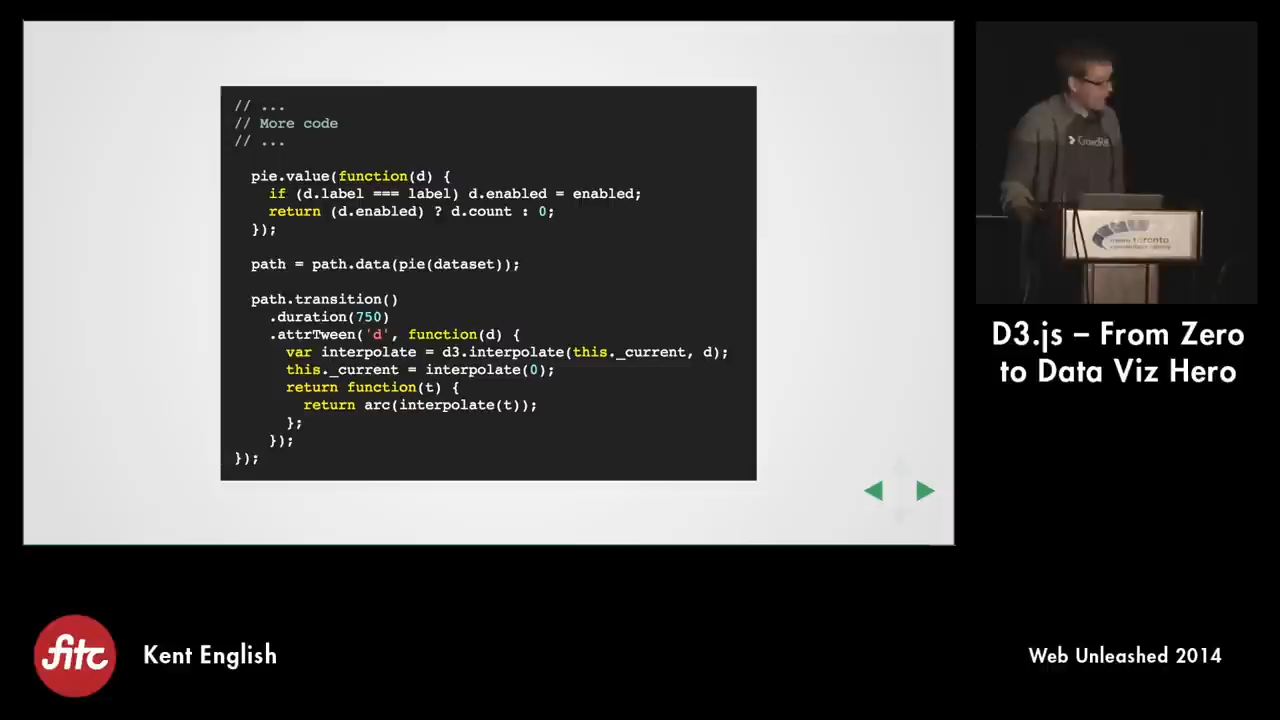 // ...
// More code
// ...
pie.value(function(d) {
if (d.label === label) d.enabled = enabled;
return (d.enabled) ? d.count : 0;
});
path = path.data(pie(dataset));
path.transition()
.duration(750)
.attrTween('d', function(d) {
var interpolate = d3.interpolate(this._current, d);
this._current = interpolate(0);
return function(t) {
return arc(interpolate(t));
};
});
});
toronto
D3.js – From Zero
to Data Viz Hero
fitc
Kent English
Web Unleashed 2014